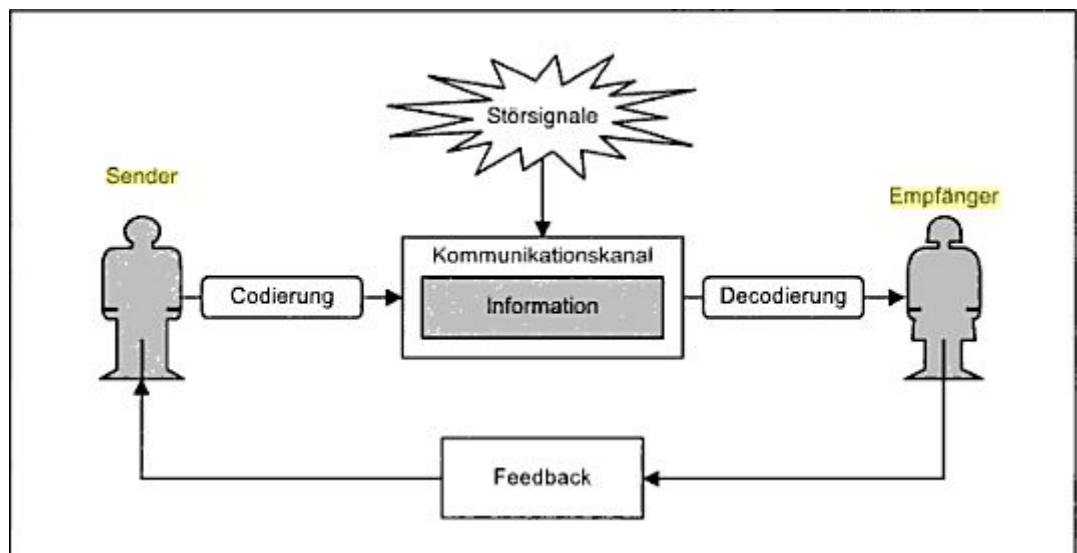 Störsignale
Sender
Empfänger
Kommunikationskanal
Codierung
Information
Decodierung
Feedback